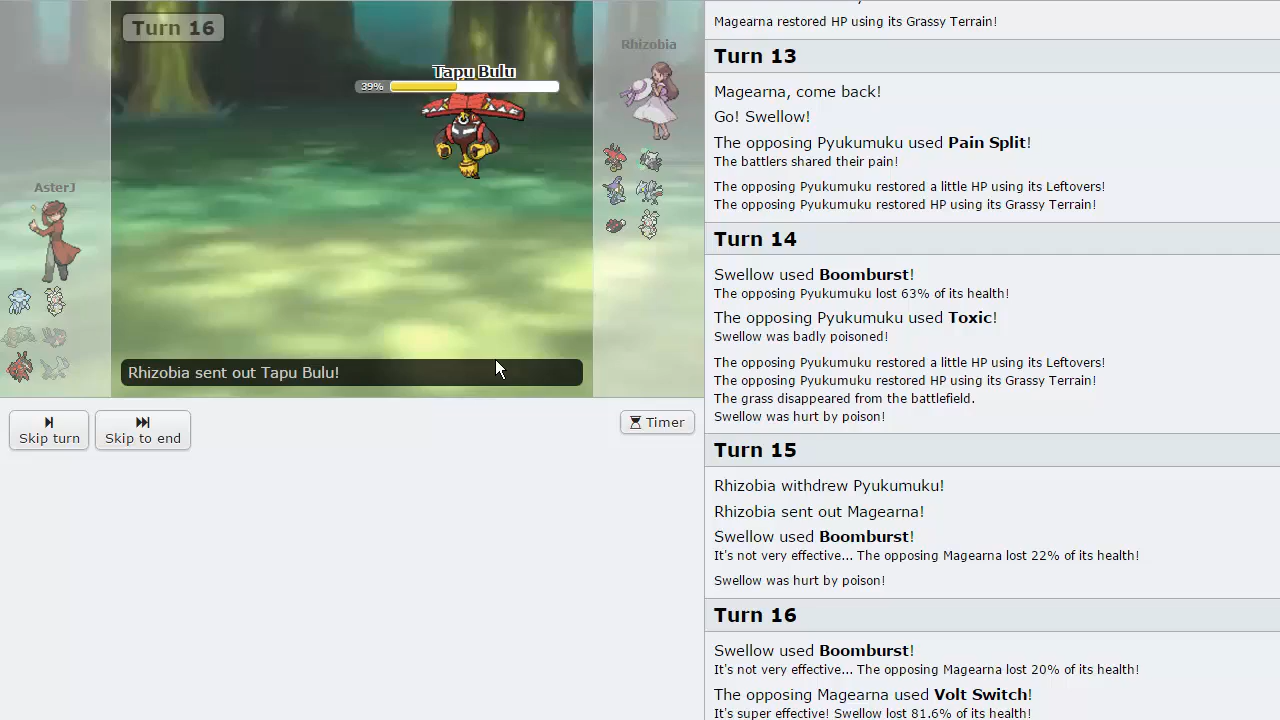 Turn 16
Tapu Bulu
39%
Rhizobia
AsterJ
Rhizobia sent out Tapu Bulu!
Skip turn
Skip to end
Timer
Magearna restored HP using its Grassy Terrain!
Turn 13
Magearna, come back!
Go! Swellow!
The opposing Pyukumuku used Pain Split!
The battlers shared their pain!
The opposing Pyukumuku restored a little HP using its Leftovers!
The opposing Pyukumuku restored HP using its Grassy Terrain!
Turn 14
Swellow used Boomburst!
The opposing Pyukumuku lost 63% of its health!
The opposing Pyukumuku used Toxic!
Swellow was badly poisoned!
The opposing Pyukumuku restored a little HP using its Leftovers!
The opposing Pyukumuku restored HP using its Grassy Terrain!
The grass disappeared from the battlefield.
Swellow was hurt by poison!
Turn 15
Rhizobia withdrew Pyukumuku!
Rhizobia sent out Magearna!
Swellow used Boomburst!
It's not very effective... The opposing Magearna lost 22% of its health!
Swellow was hurt by poison!
Turn 16
Swellow used Boomburst!
It's not very effective... The opposing Magearna lost 20% of its health!
The opposing Magearna used Volt Switch!
It's super effective! Swellow lost 81.6% of its health!